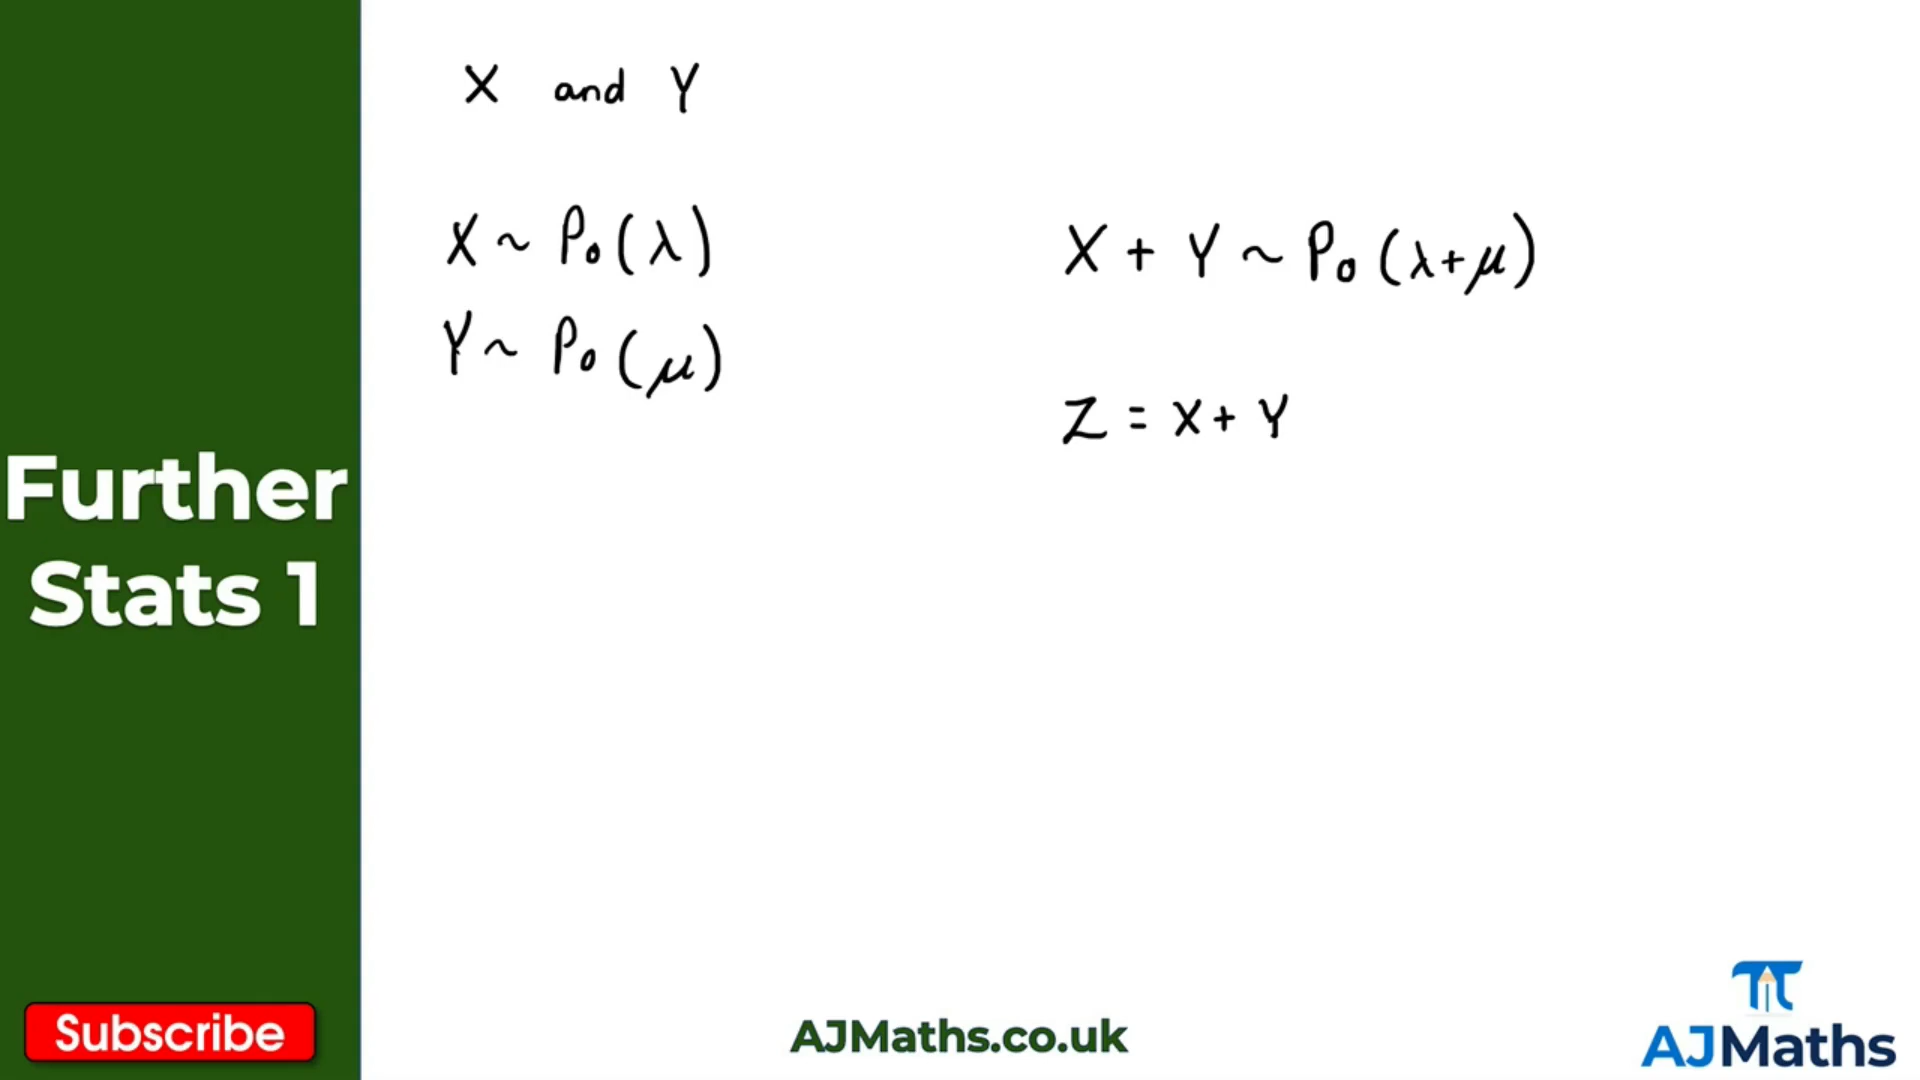 X and Y
X ~ Po(λ)
Y ~ Po(μ)
X + Y ~ Po(λ+μ)
Z = X + Y
Further
Stats 1
Subscribe
AJMaths.co.uk
AJMaths